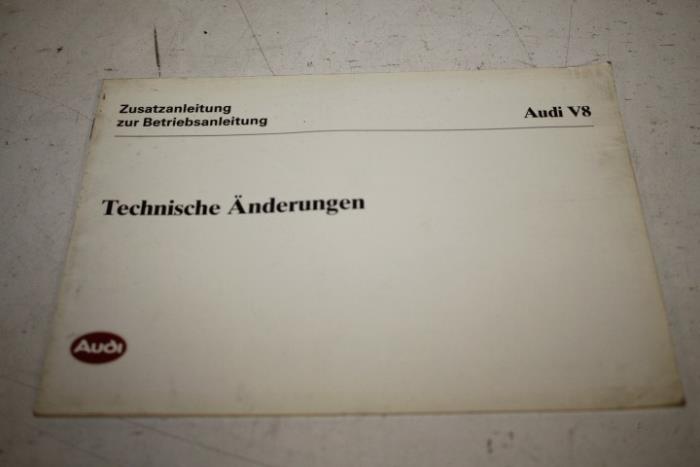 Zusatzanleitung
zur Betriebsanleitung
Audi V8
Technische Änderungen
Audi